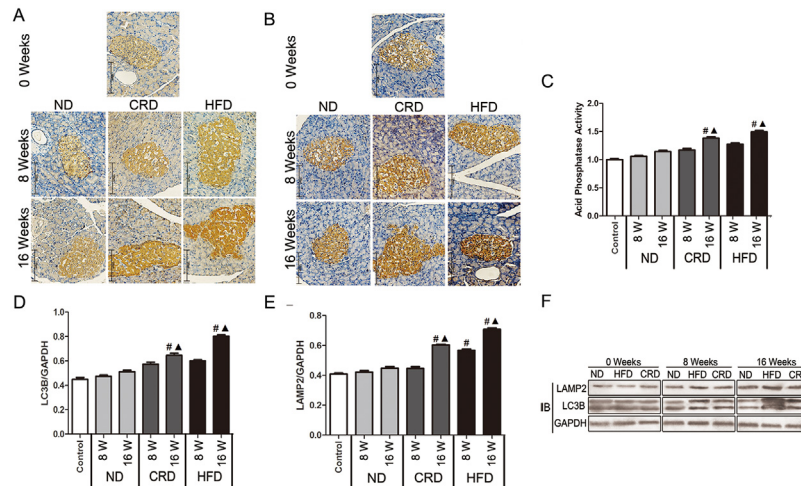 A
0 Weeks
ND CRD HFD
8 Weeks
16 Weeks
B
0 Weeks
ND CRD HFD
8 Weeks
16 Weeks
C
Acid Phosphatase Activity
2.0
1.5
1.0
0.5
0.0
#▲ #▲
Control 8 W 16 W 8 W 16 W 8 W 16 W
ND CRD HFD
D
LC3B/GAPDH
1.0
0.8
0.6
0.4
0.2
0.0
#▲ #▲
Control 8 W 16 W 8 W 16 W 8 W 16 W
ND CRD HFD
E
LAMP2/GAPDH
0.8
0.6
0.4
0.2
0.0
#▲ # #▲
Control 8 W 16 W 8 W 16 W 8 W 16 W
ND CRD HFD
F
0 Weeks 8 Weeks 16 Weeks
ND HFD CRD ND HFD CRD ND HFD CR
LAMP2
IB LC3B
GAPDH